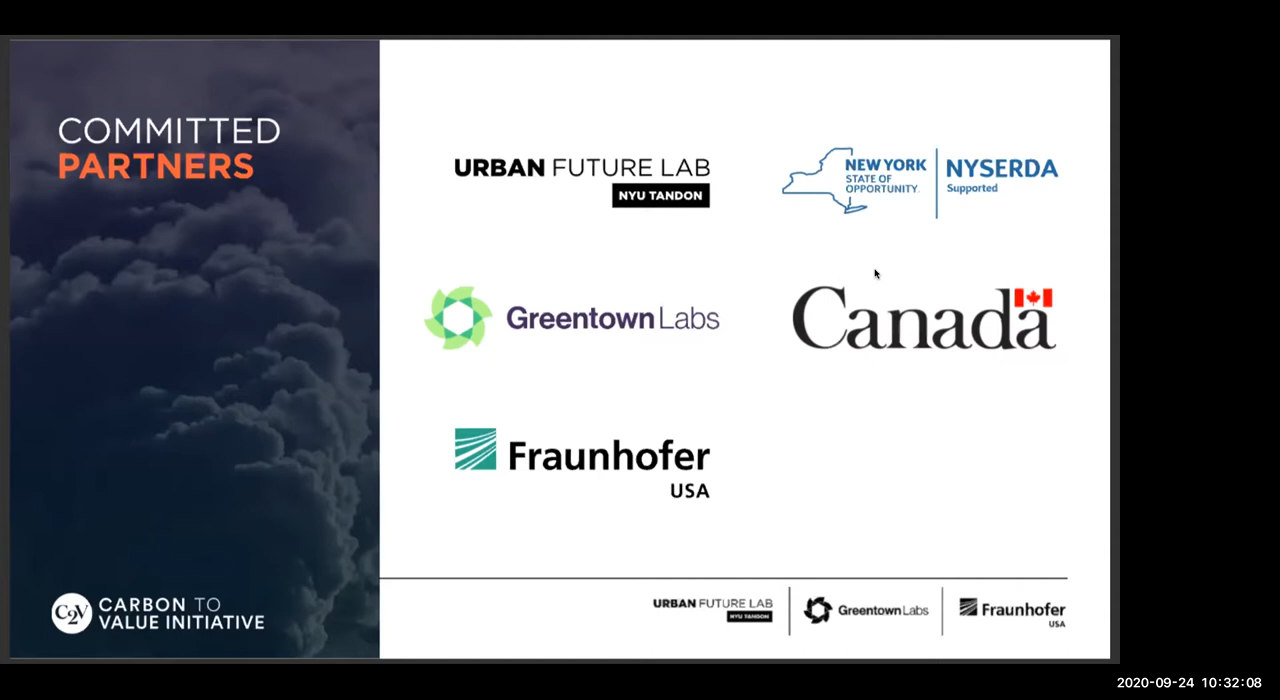 COMMITTED
PARTNERS
URBAN FUTURE LAB
NYU TANDON
NEW YORK
STATE OF
OPPORTUNITY.
NYSERDA
Supported
Greentown Labs
Canada
Fraunhofer
USA
C2V
CARBON TO
VALUE INITIATIVE
URBAN FUTURE LAB
NYU TANDON
Greentown Labs
Fraunhofer
USA
2020-09-24 10:32:08